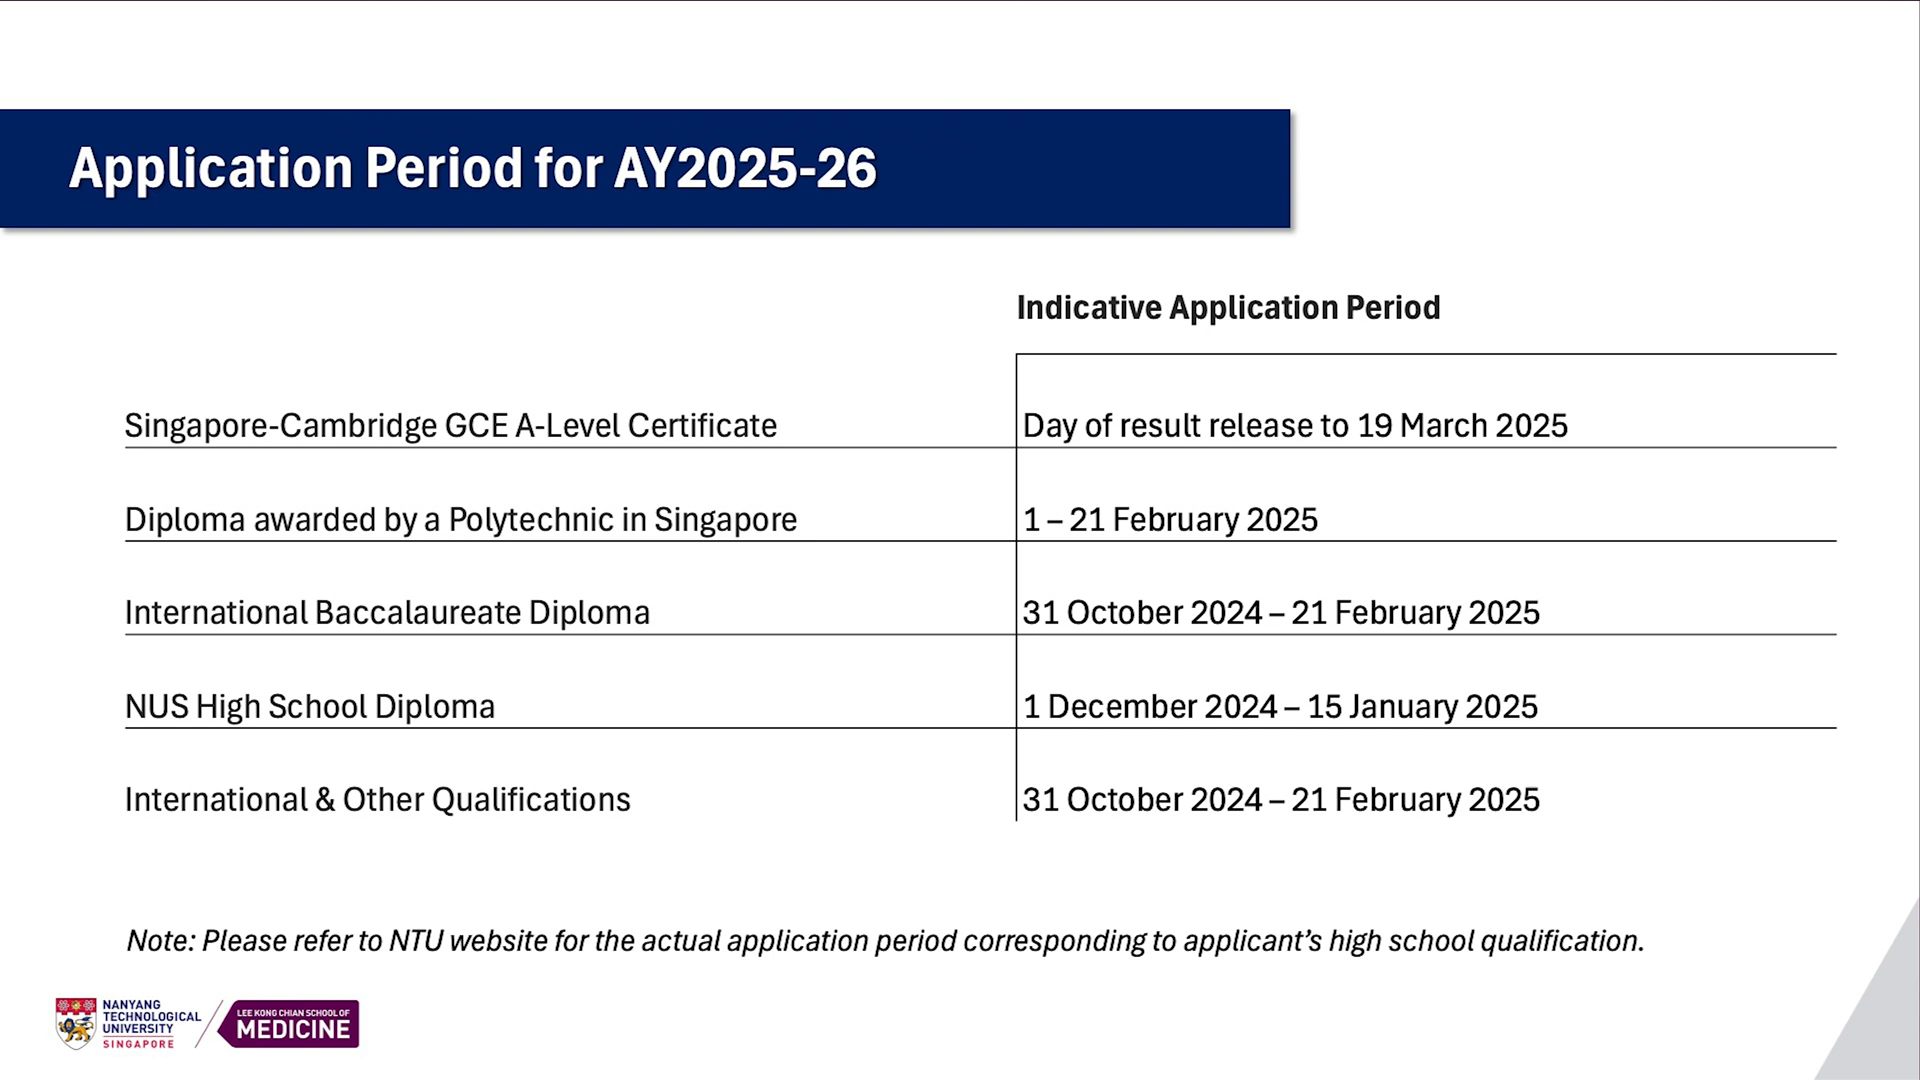 Application Period for AY2025-26
Indicative Application Period
Singapore-Cambridge GCE A-Level Certificate
Day of result release to 19 March 2025
Diploma awarded by a Polytechnic in Singapore
1 – 21 February 2025
International Baccalaureate Diploma
31 October 2024 – 21 February 2025
NUS High School Diploma
1 December 2024 – 15 January 2025
International & Other Qualifications
31 October 2024 – 21 February 2025
Note: Please refer to NTU website for the actual application period corresponding to applicant’s high school qualification.
NANYANG
TECHNOLOGICAL
UNIVERSITY
SINGAPORE
LEE KONG CHIAN SCHOOL OF
MEDICINE